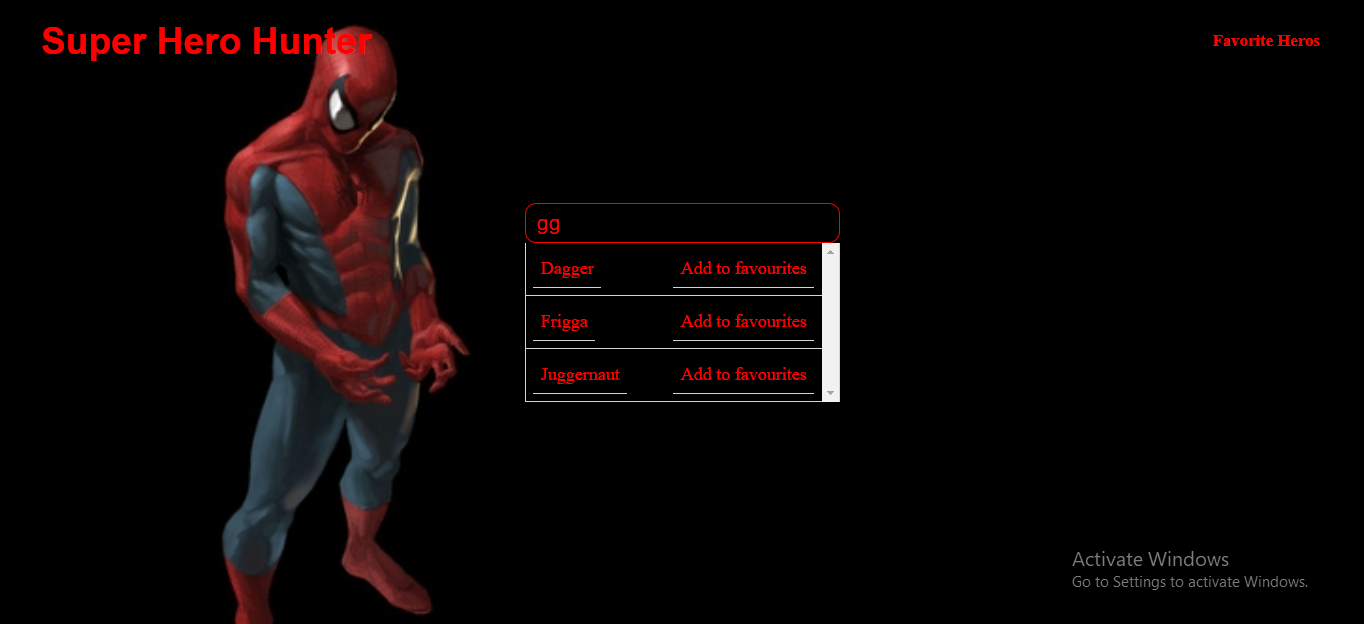 Super Hero Hunter
Favorite Heros
gg
Dagger Add to favourites
Frigga Add to favourites
Juggernaut Add to favourites
Activate Windows
Go to Settings to activate Windows.